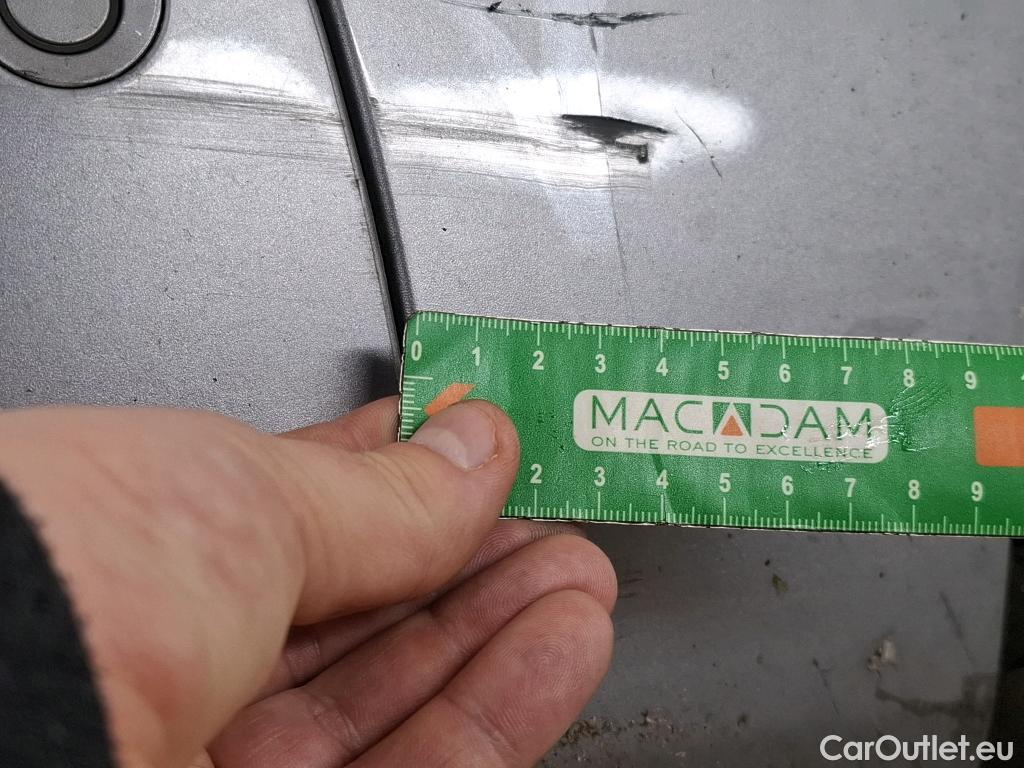 0 1 2 3 4 5 6 7 8 9
MACADAM
ON THE ROAD TO EXCELLENCE
2 3 4 5 6 7 8 9
CarOutlet.eu